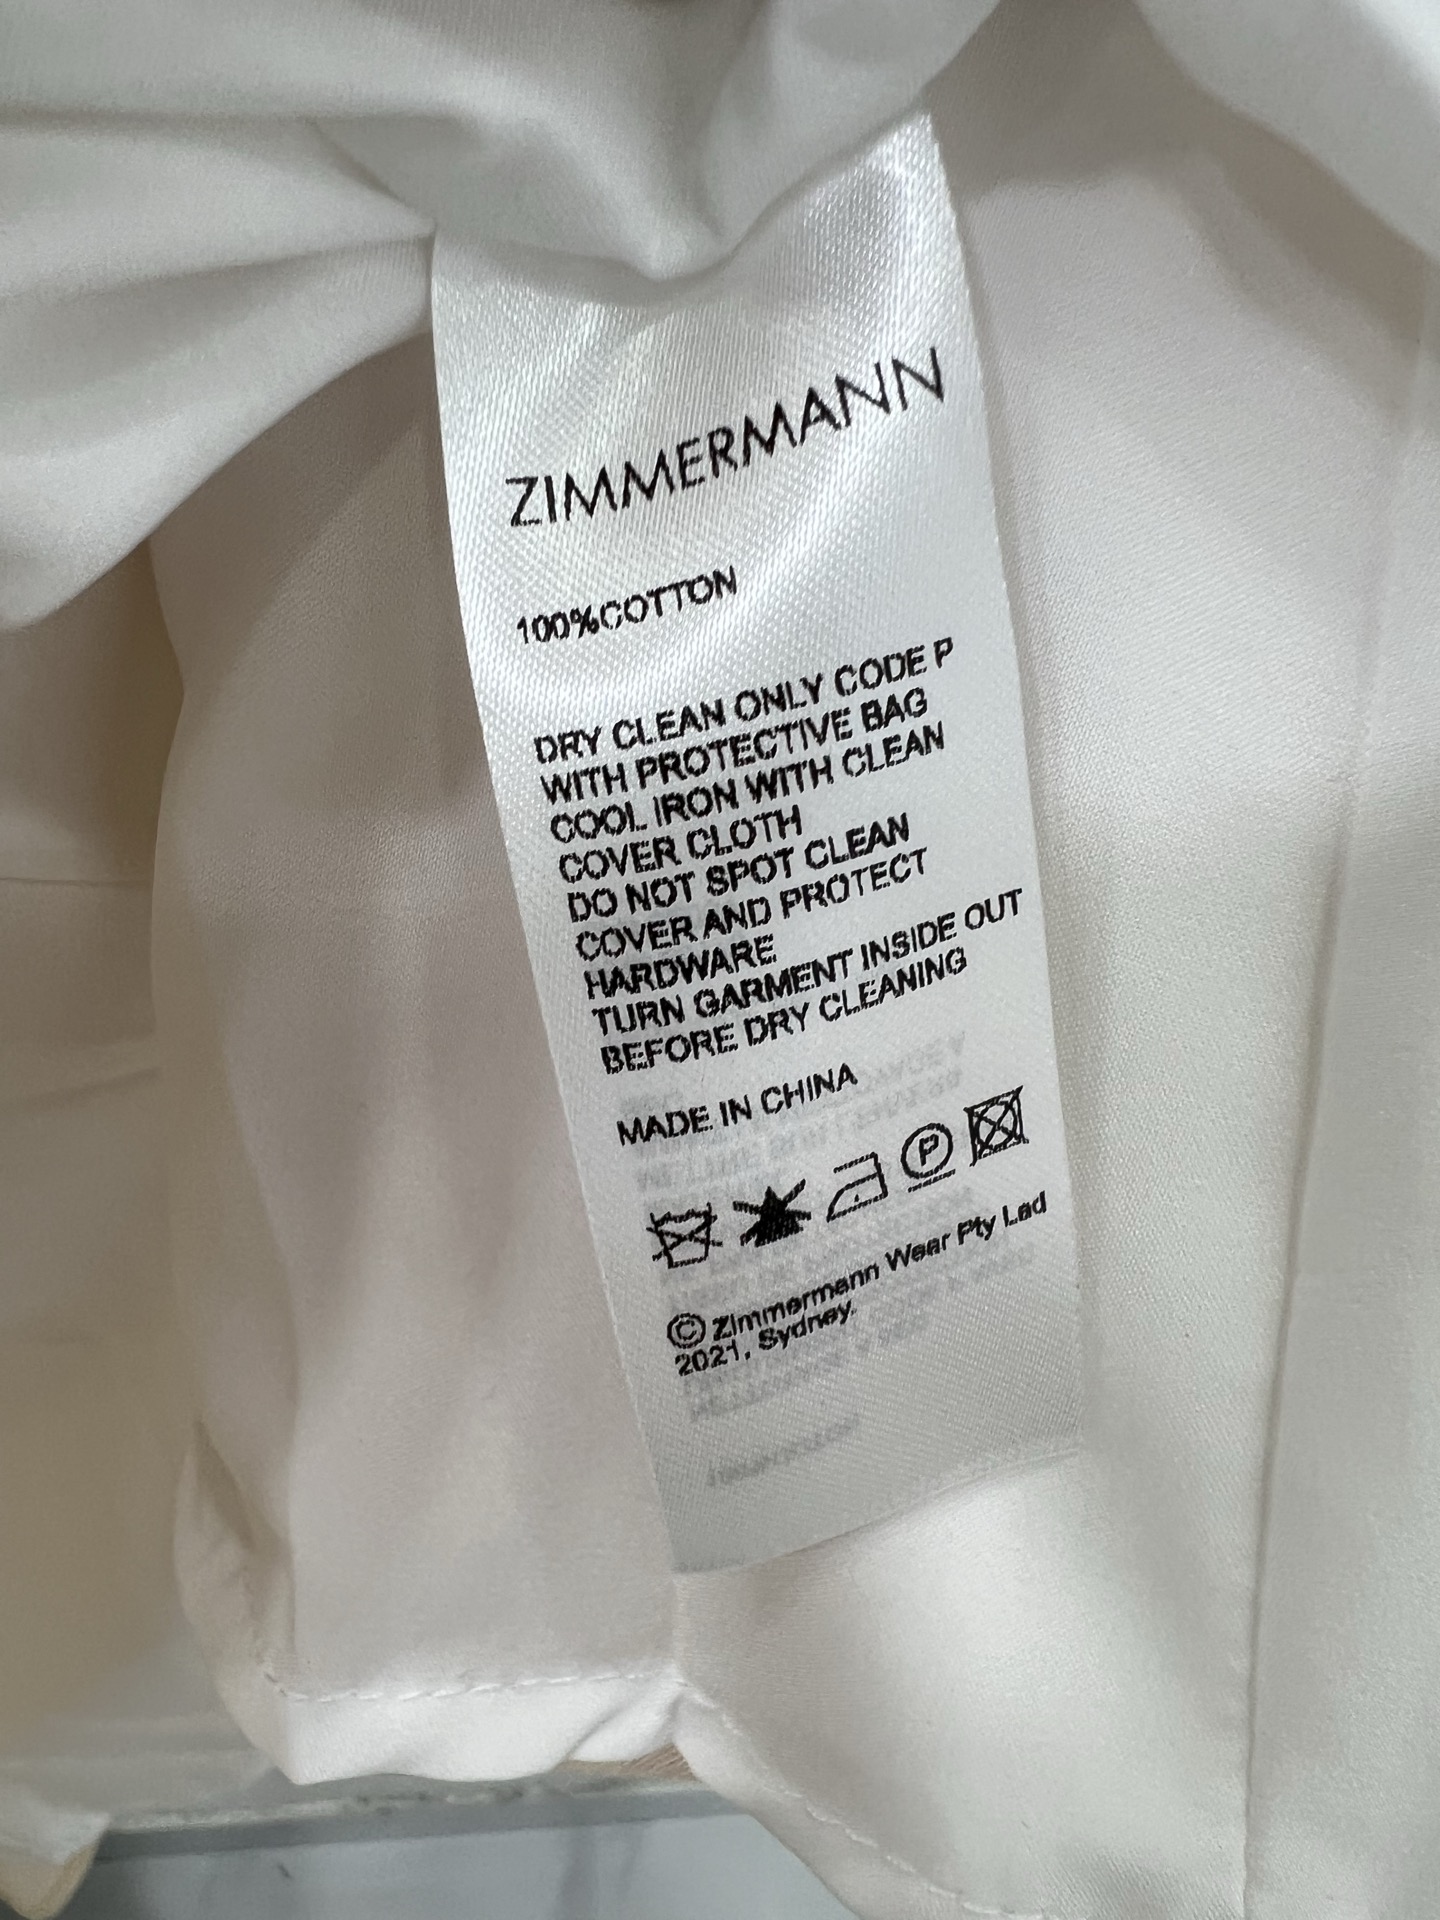 ZIMMERMANN
100%COTTON
DRY CLEAN ONLY CODE P
WITH PROTECTIVE BAG
COOL IRON WITH CLEAN
COVER CLOTH
DO NOT SPOT CLEAN
COVER AND PROTECT
HARDWARE
TURN GARMENT INSIDE OUT
BEFORE DRY CLEANING
MADE IN CHINA
P
© Zimmermann Wear Pty Lad
2021, Sydney.